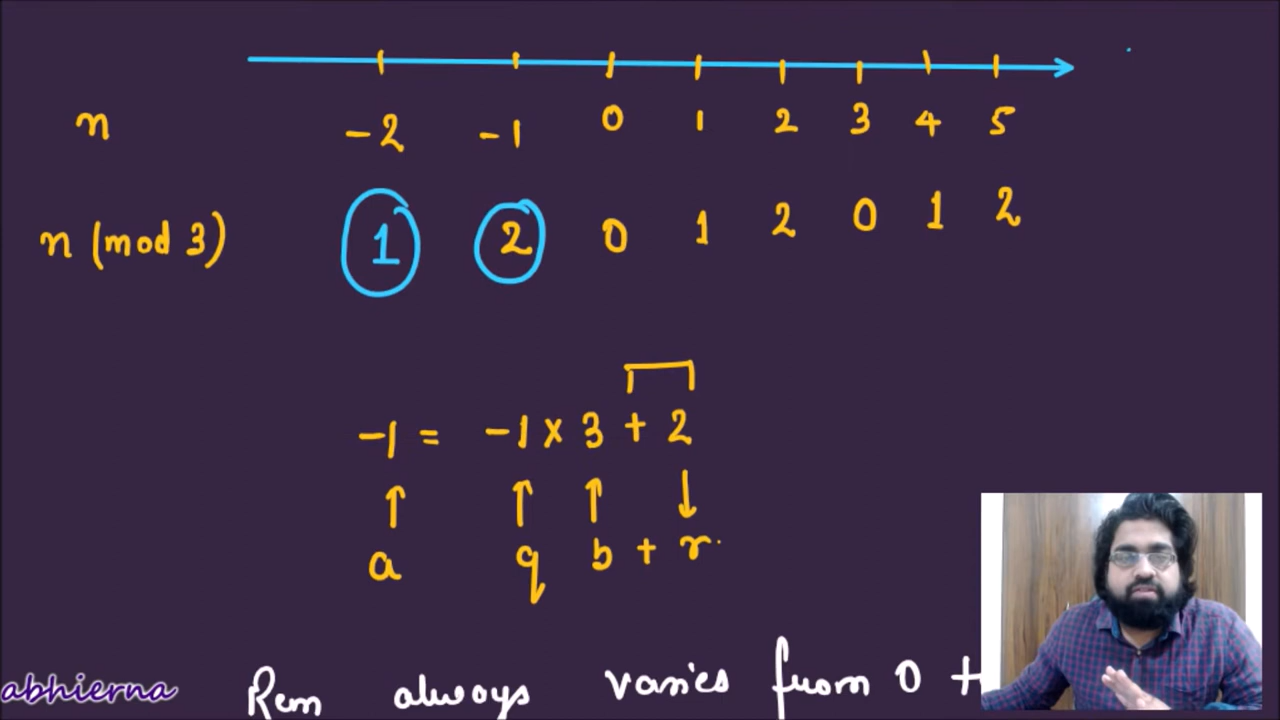 n -2 -1 0 1 2 3 4 5
n (mod 3) 1 2 0 1 2 0 1 2
-1 = -1 x 3 + 2
a q b + r
Rem always varies from 0 t
abhierna